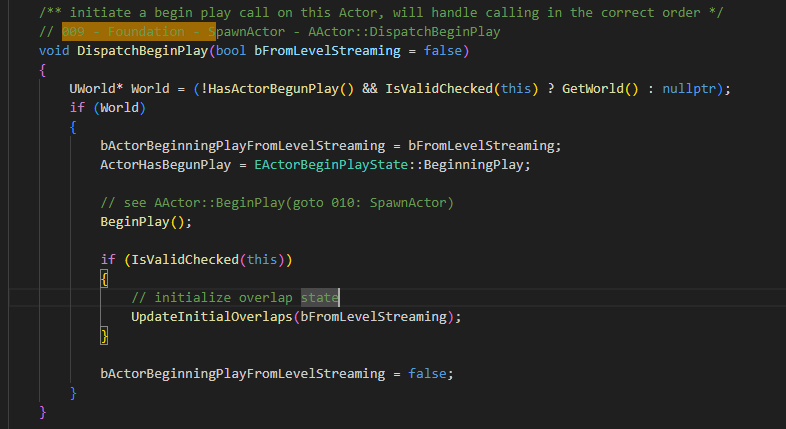 /** initiate a begin play call on this Actor, will handle calling in the correct order */
// 009 - Foundation - SpawnActor - AActor::DispatchBeginPlay
void DispatchBeginPlay(bool bFromLevelStreaming = false)
{
UWorld* World = (!HasActorBegunPlay() && IsValidChecked(this) ? GetWorld() : nullptr);
if (World)
{
bActorBeginningPlayFromLevelStreaming = bFromLevelStreaming;
ActorHasBegunPlay = EActorBeginPlayState::BeginningPlay;
// see AActor::BeginPlay(goto 010: SpawnActor)
BeginPlay();
if (IsValidChecked(this))
{
// initialize overlap state
UpdateInitialOverlaps(bFromLevelStreaming);
}
bActorBeginningPlayFromLevelStreaming = false;
}
}